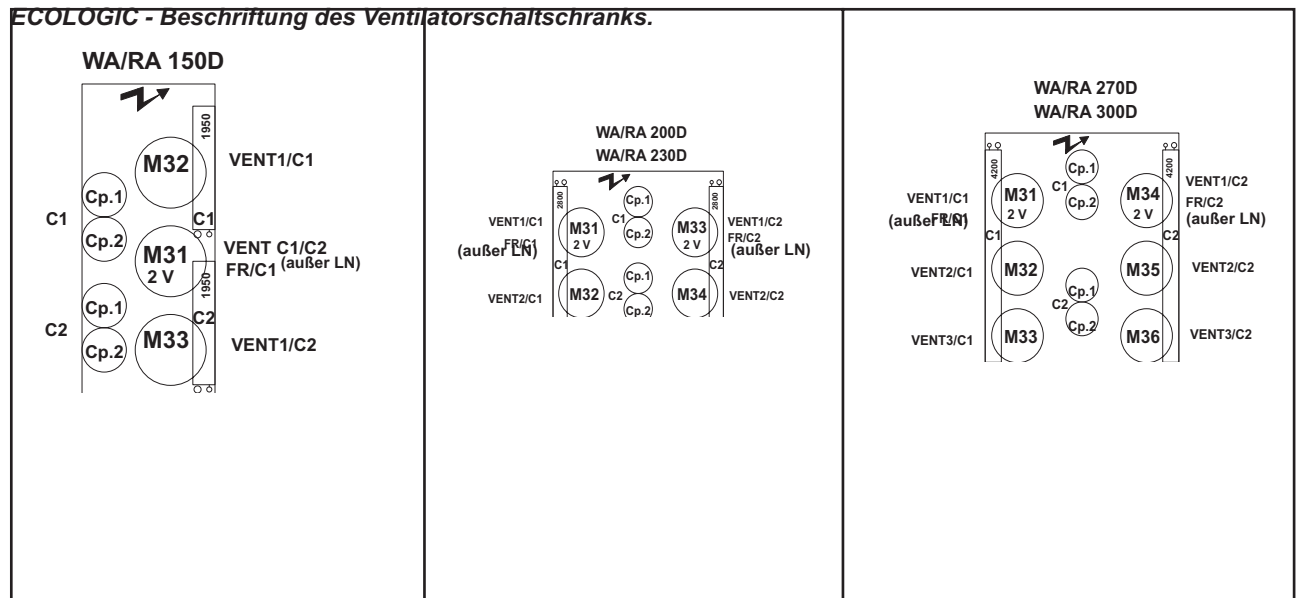 ECOLOGIC - Beschriftung des Ventilatorschaltschranks.
WA/RA 150D
1950
M32
VENT1/C1
Cp.1
C1
C1
Cp.2
M31
2 V
VENT C1/C2
FR/C1 (außer LN)
1950
Cp.1
C2
C2
Cp.2
M33
VENT1/C2
WA/RA 200D
WA/RA 230D
2800
2800
Cp.1
VENT1/C1
FR/C1
(außer LN)
M31
2 V
C1
Cp.2
M33
2 V
VENT1/C2
FR/C2
(außer LN)
C1
C2
Cp.1
VENT2/C1
M32
C2
Cp.2
M34
VENT2/C2
WA/RA 270D
WA/RA 300D
4200
4200
Cp.1
VENT1/C1
FR/C1
(außer LN)
M31
2 V
C1
Cp.2
M34
2 V
VENT1/C2
FR/C2
(außer LN)
C1
C2
VENT2/C1
M32
Cp.1
M35
VENT2/C2
C2
Cp.2
VENT3/C1
M33
M36
VENT3/C2